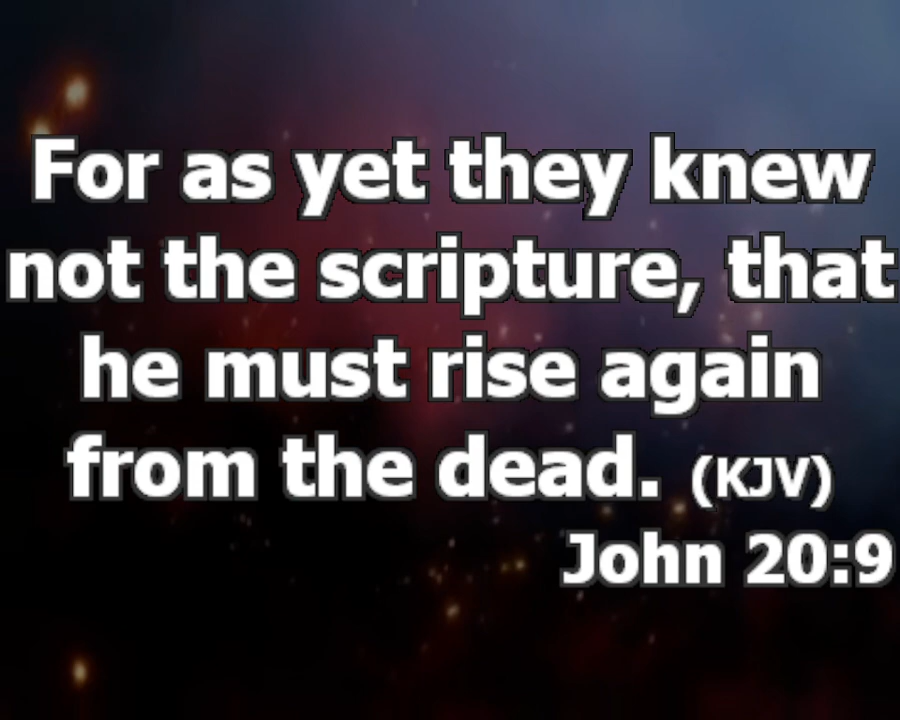 For as yet they knew
not the scripture, that
he must rise again
from the dead. (KJV)
John 20:9